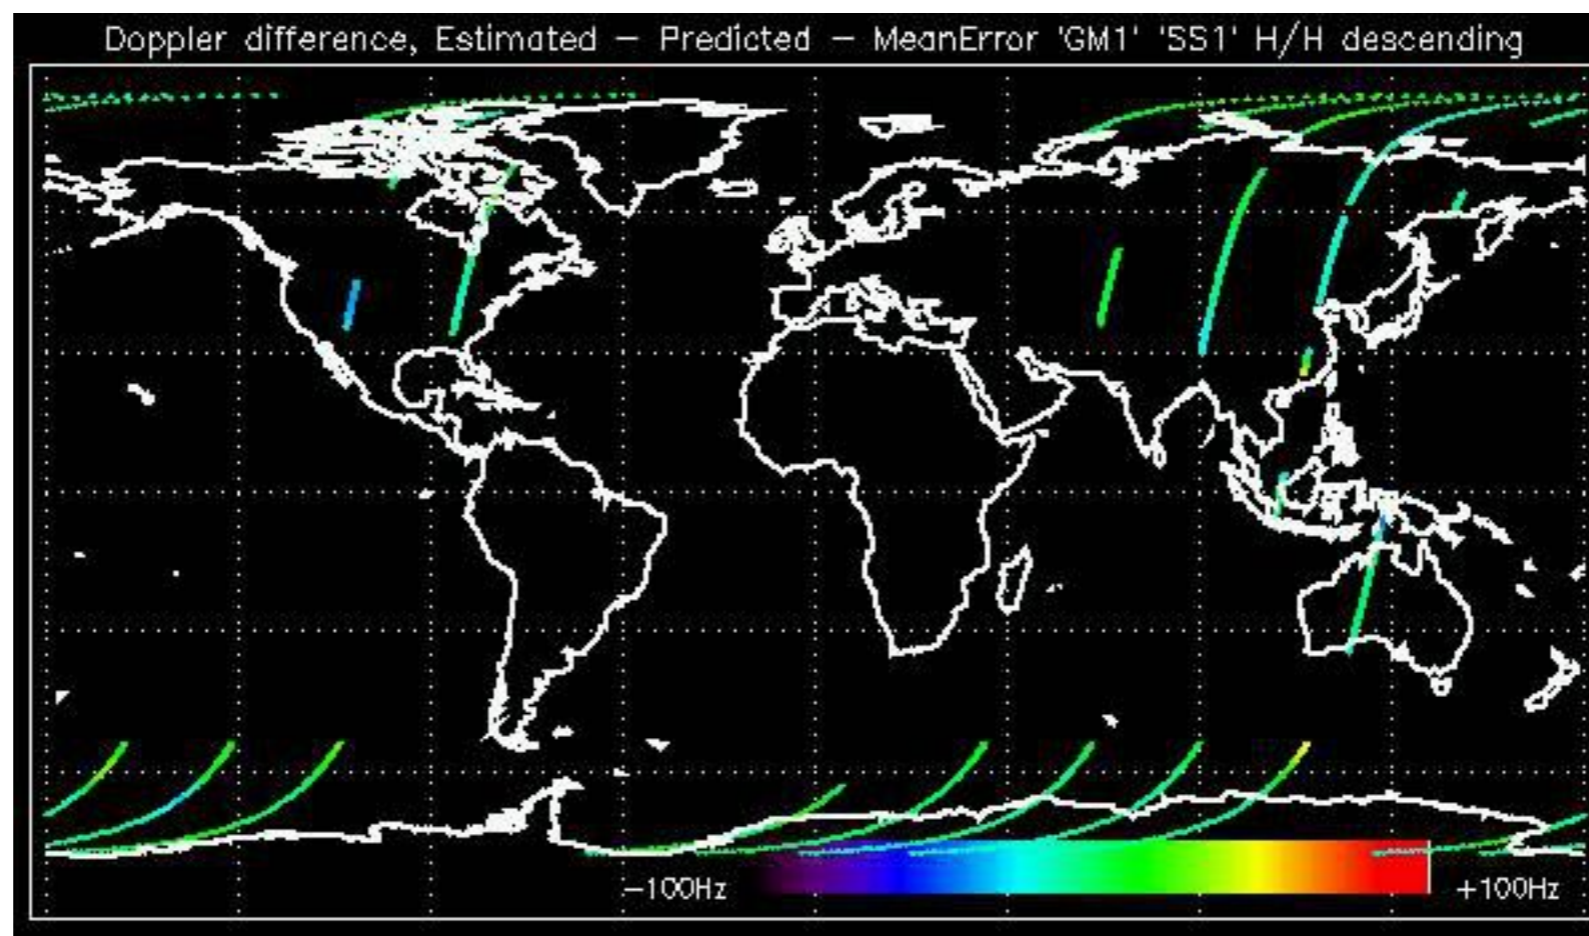 Doppler difference, Estimated – Predicted – MeanError 'GM1' 'SS1' H/H descending
–100Hz
+100Hz